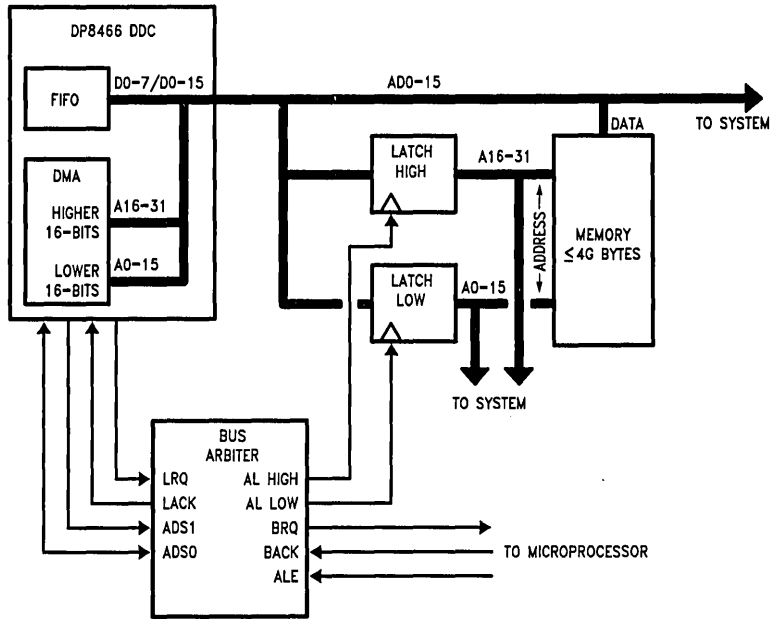 DP8466 DDC
FIFO
D0-7/D0-15
AD0-15
TO SYSTEM
DATA
DMA
HIGHER
16-BITS
A16-31
LOWER
16-BITS
A0-15
LATCH
HIGH
A16-31
ADDRESS
MEMORY
≤4G BYTES
LATCH
LOW
A0-15
TO SYSTEM
BUS
ARBITER
LRQ
LACK
ADS1
ADS0
AL HIGH
AL LOW
BRQ
BACK
ALE
TO MICROPROCESSOR